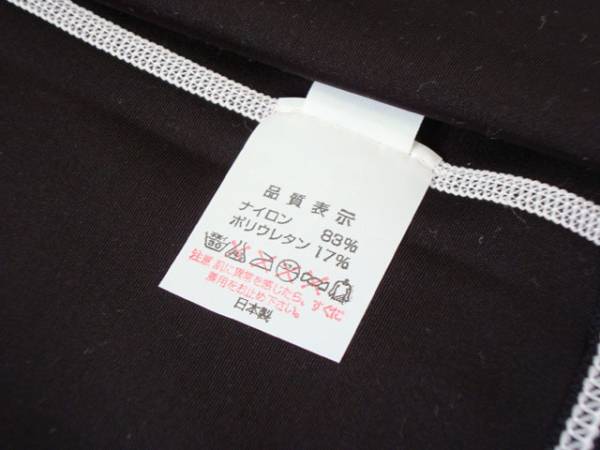 品質表示
ナイロン 83%
ポリウレタン 17%
注意 肌に異常を感じたら、すぐに
着用をお止め下さい。
日本製